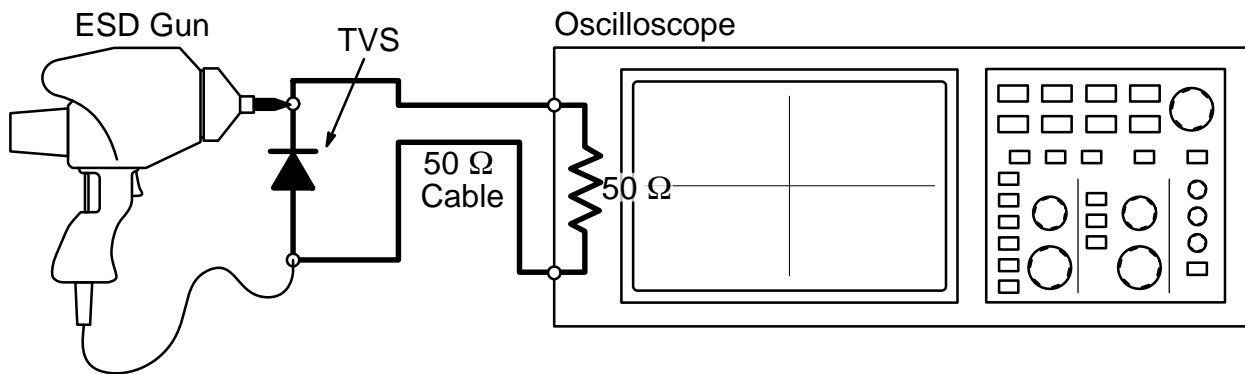 ESD Gun
TVS
Oscilloscope
50 Ω
Cable
50 Ω